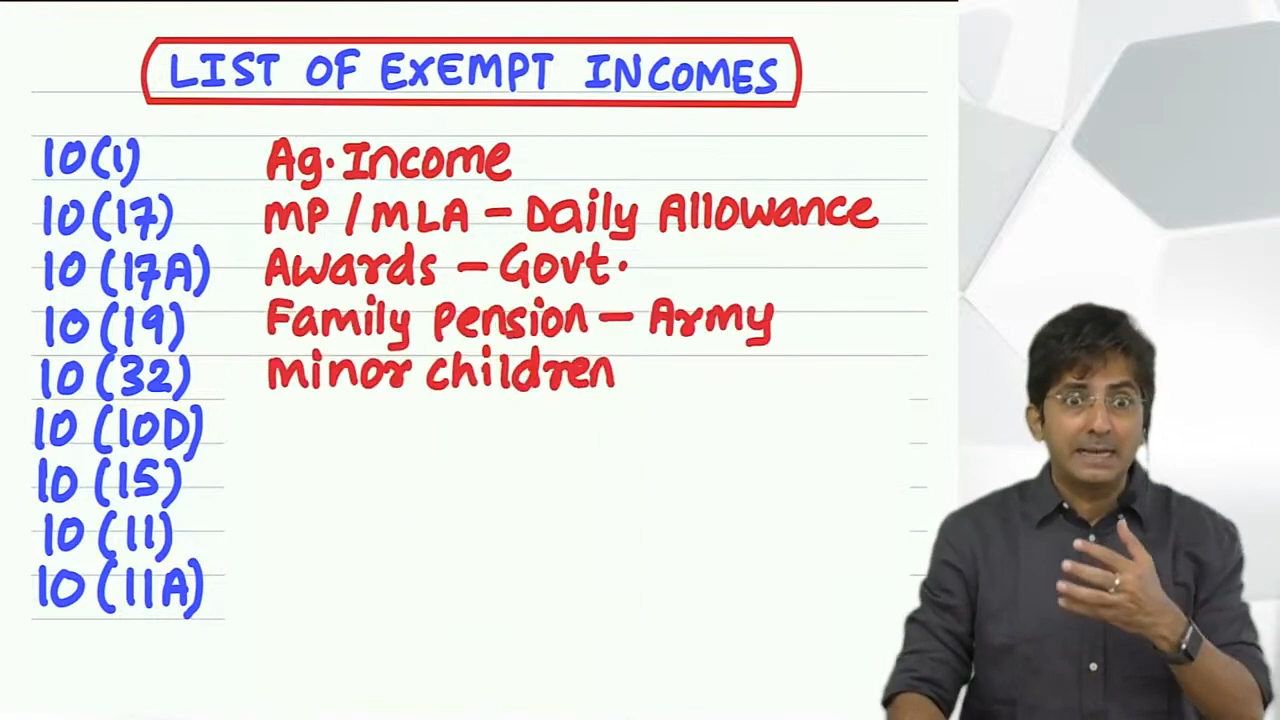 LIST OF EXEMPT INCOMES
10(1) Ag. Income
10(17) MP/MLA - Daily Allowance
10(17A) Awards - Govt.
10(19) Family Pension - Army
10(32) minor children
10(10D)
10(15)
10(11)
10(11A)